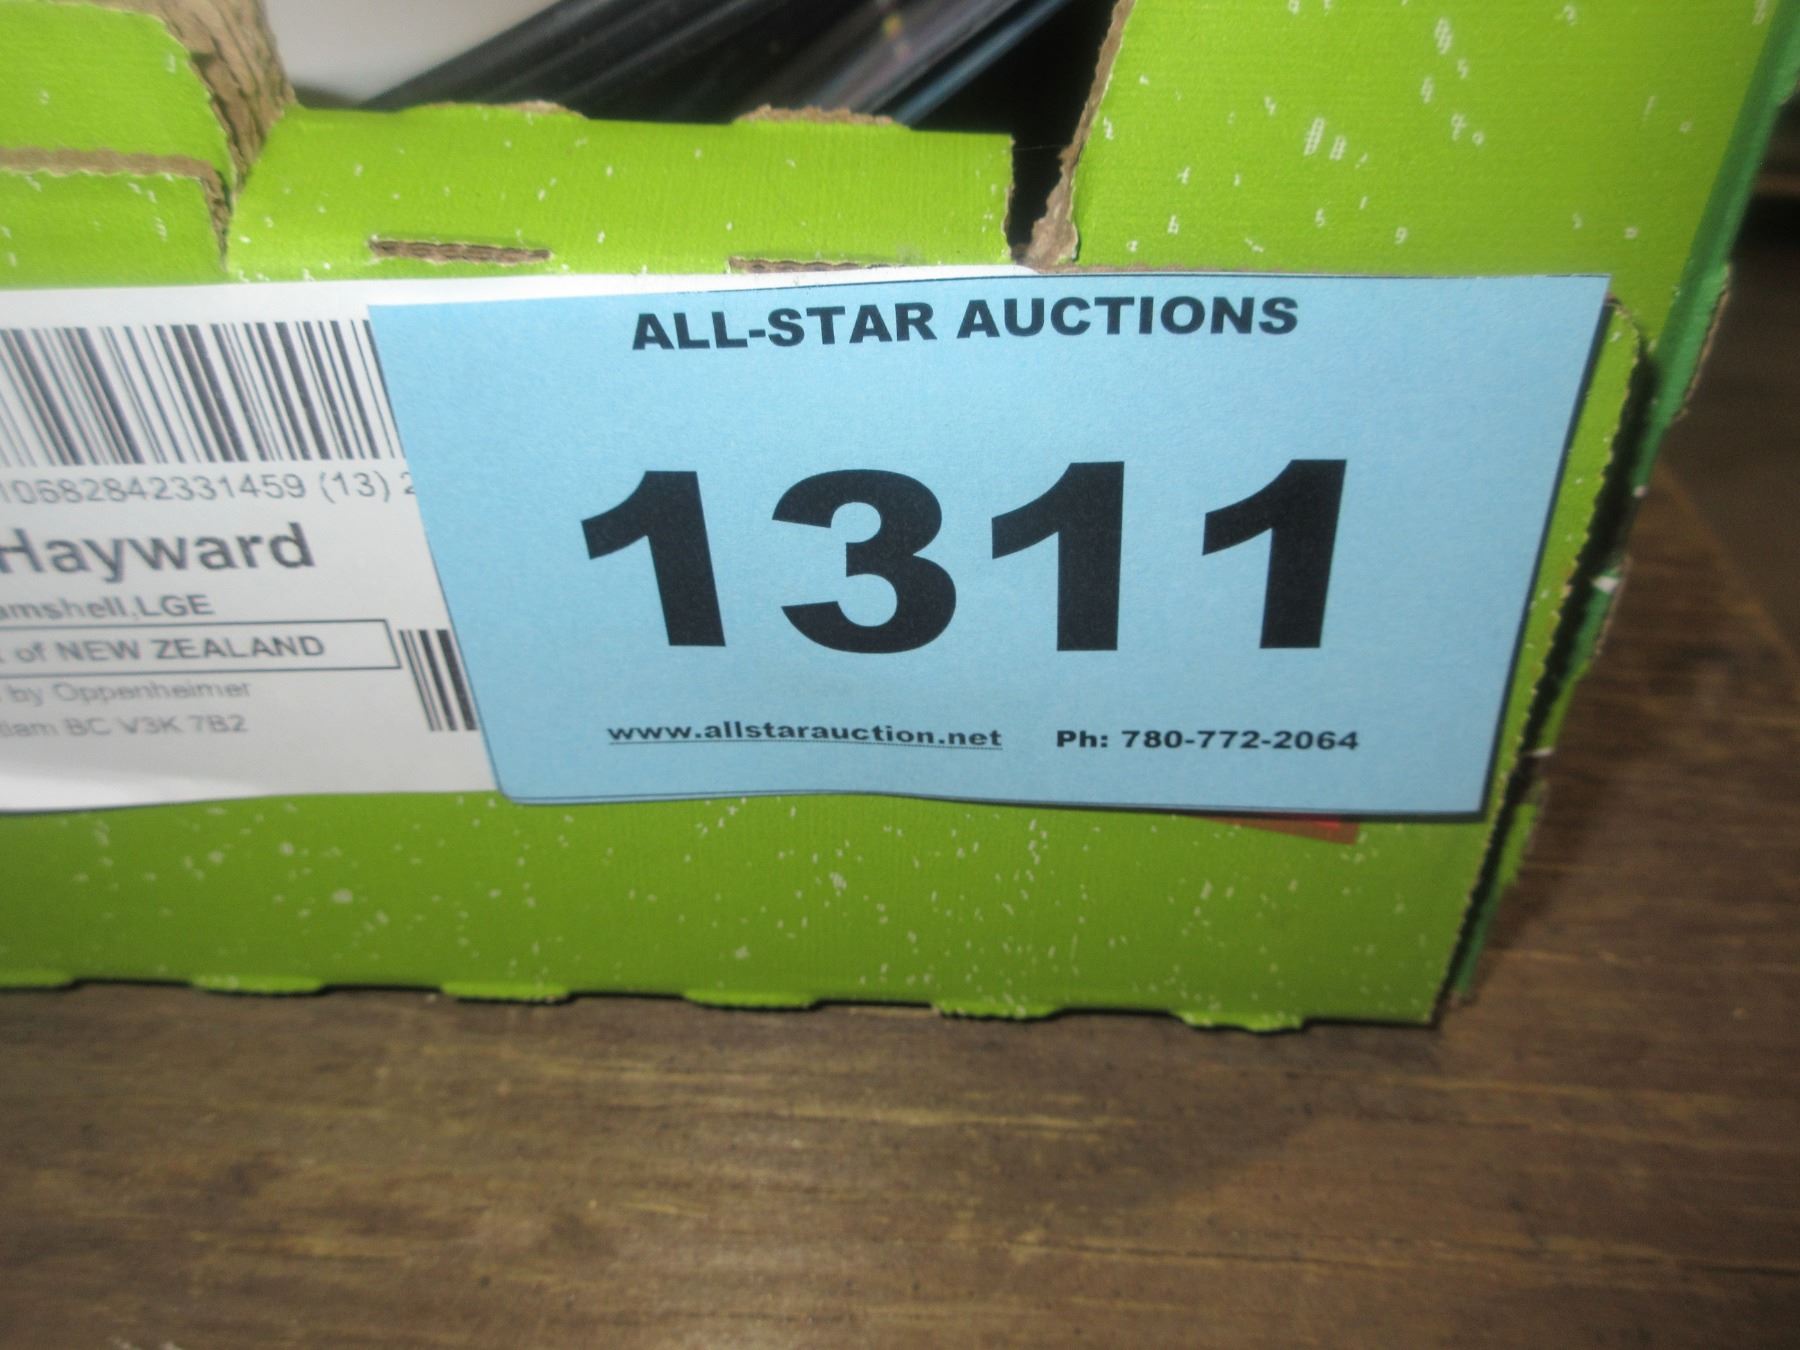 ALL-STAR AUCTIONS
1311
www.allstarauction.net Ph: 780-772-2064
10682842331459 (13) 2
Hayward
amshell,LGE
of NEW ZEALAND
by Oppenheimer
tlam BC V3K 7B2